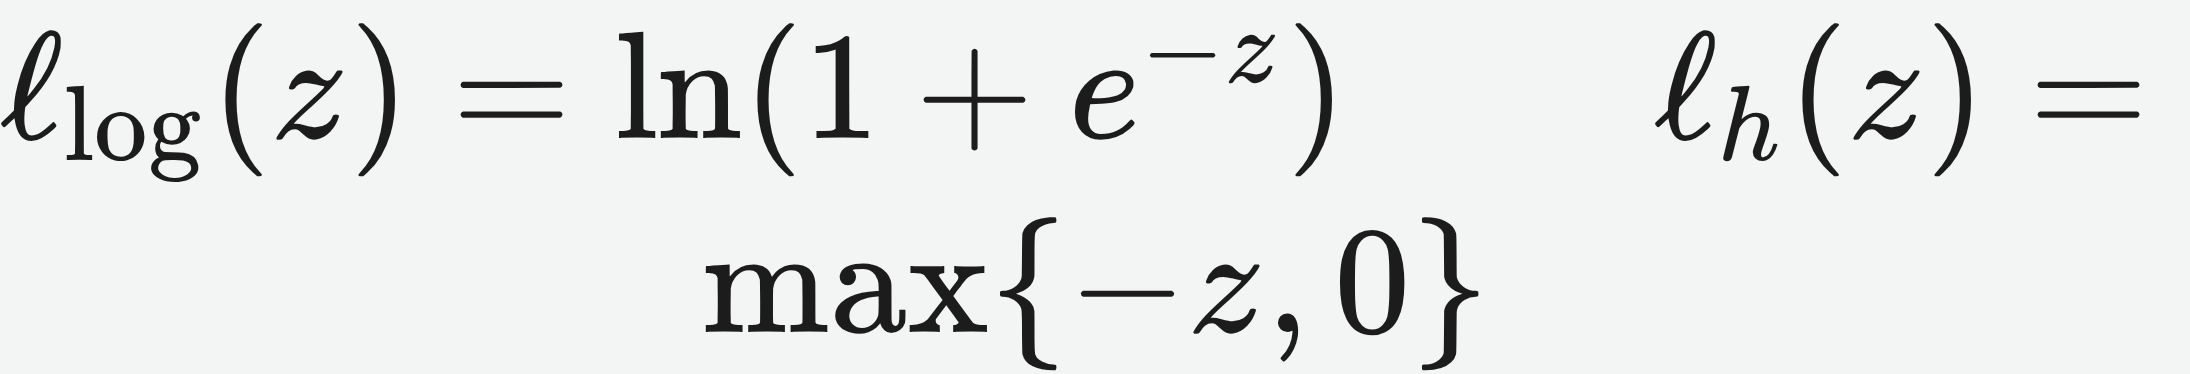 ℓ_log(z) = ln(1 + e^{−z}) ℓ_h(z) =
max{−z, 0}